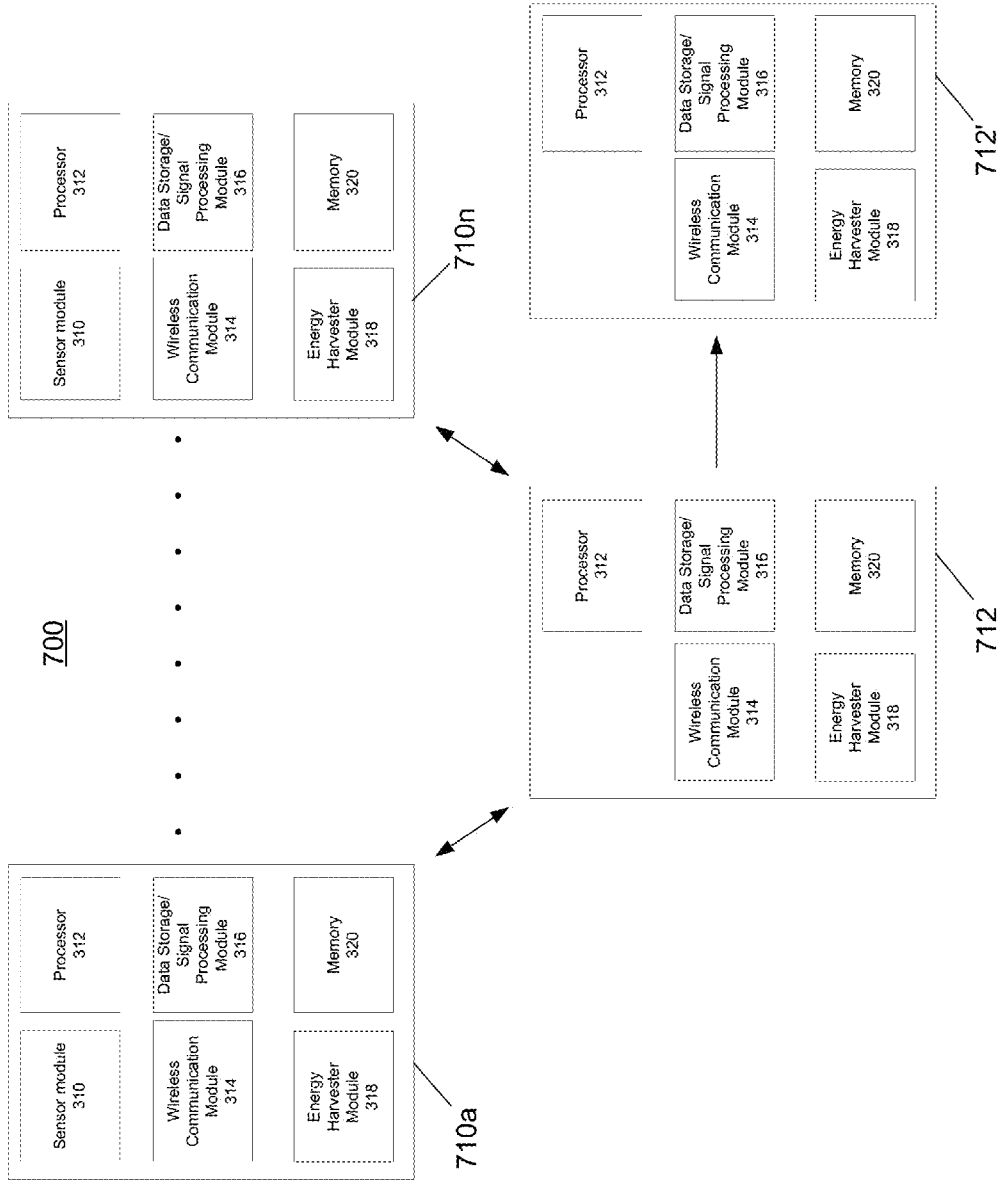 700
Sensor module
310
Processor
312
Wireless
Communication
Module
314
Data Storage/
Signal
Processing
Module
316
Energy
Harvester
Module
318
Memory
320
710a
Sensor module
310
Processor
312
Wireless
Communication
Module
314
Data Storage/
Signal
Processing
Module
316
Energy
Harvester
Module
318
Memory
320
710n
Processor
312
Wireless
Communication
Module
314
Data Storage/
Signal
Processing
Module
316
Energy
Harvester
Module
318
Memory
320
712
Processor
312
Wireless
Communication
Module
314
Data Storage/
Signal
Processing
Module
316
Energy
Harvester
Module
318
Memory
320
712'